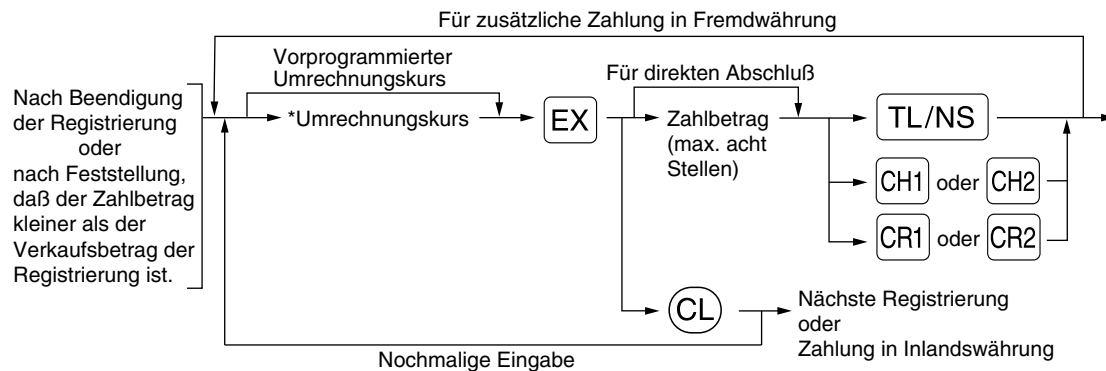 Für zusätzliche Zahlung in Fremdwährung
Vorprogrammierter
Umrechnungskurs
Für direkten Abschluß
Nach Beendigung
der Registrierung
oder
nach Feststellung,
daß der Zahlbetrag
kleiner als der
Verkaufsbetrag der
Registrierung ist.
*Umrechnungskurs
EX
Zahlbetrag
(max. acht
Stellen)
TL/NS
CH1 oder CH2
CR1 oder CR2
CL
Nächste Registrierung
oder
Zahlung in Inlandswährung
Nochmalige Eingabe